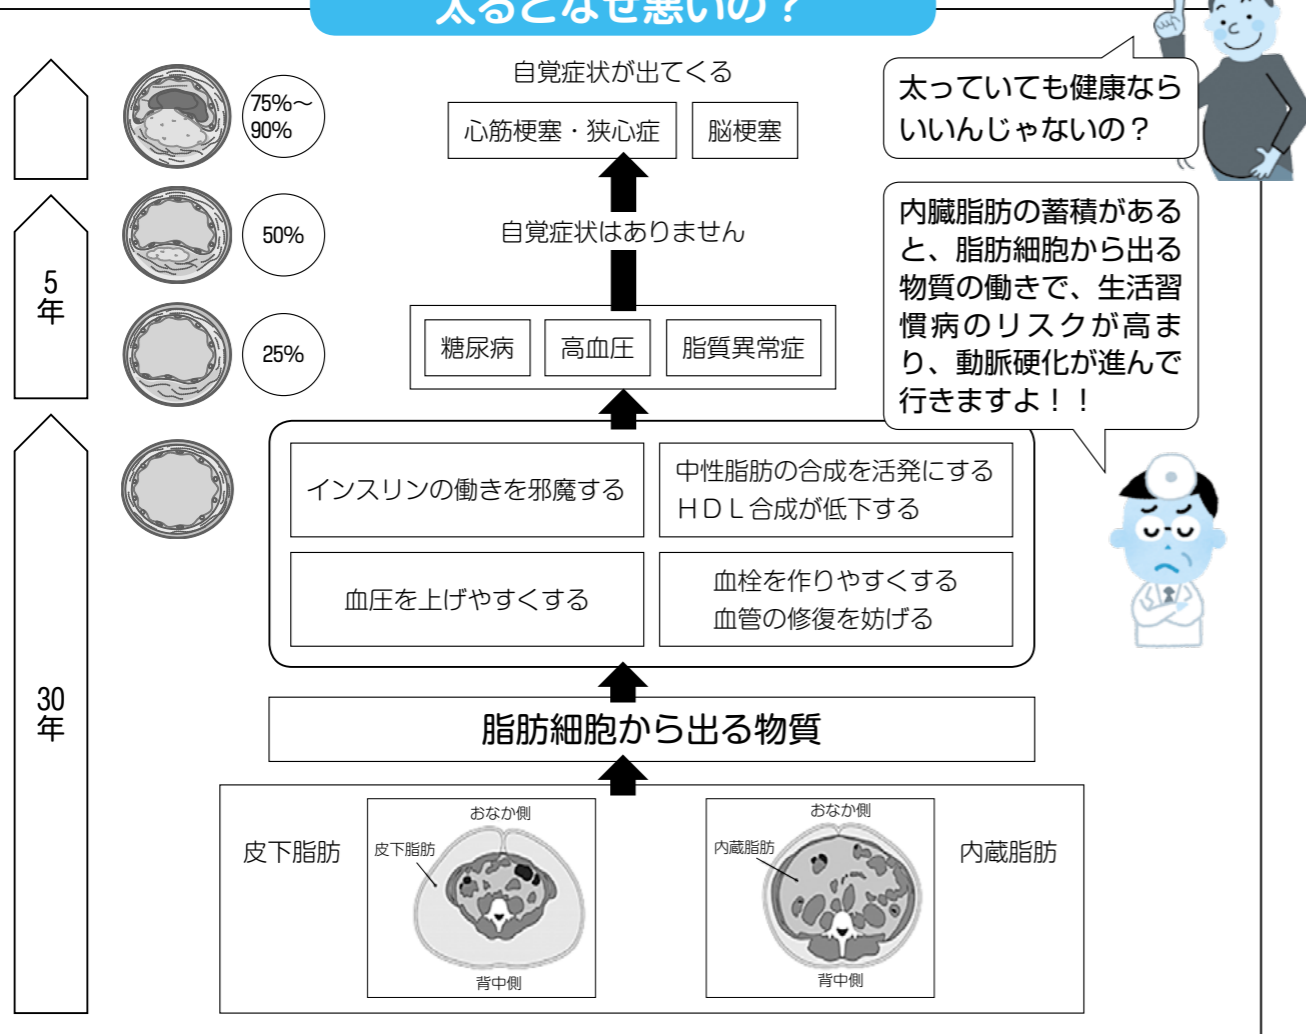 太るとなぜ悪いの？
太っていても健康なら
いいんじゃないの？
内臓脂肪の蓄積がある
と、脂肪細胞から出る
物質の働きで、生活習
慣病のリスクが高ま
り、動脈硬化が進んで
行きますよ！！
自覚症状が出てくる
心筋梗塞・狭心症
脳梗塞
自覚症状はありません
糖尿病
高血圧
脂質異常症
インスリンの働きを邪魔する
中性脂肪の合成を活発にする
ＨＤＬ合成が低下する
血圧を上げやすくする
血栓を作りやすくする
血管の修復を妨げる
脂肪細胞から出る物質
皮下脂肪
おなか側
皮下脂肪
背中側
おなか側
内蔵脂肪
背中側
内蔵脂肪
75%～
90%
50%
25%
5年
30年